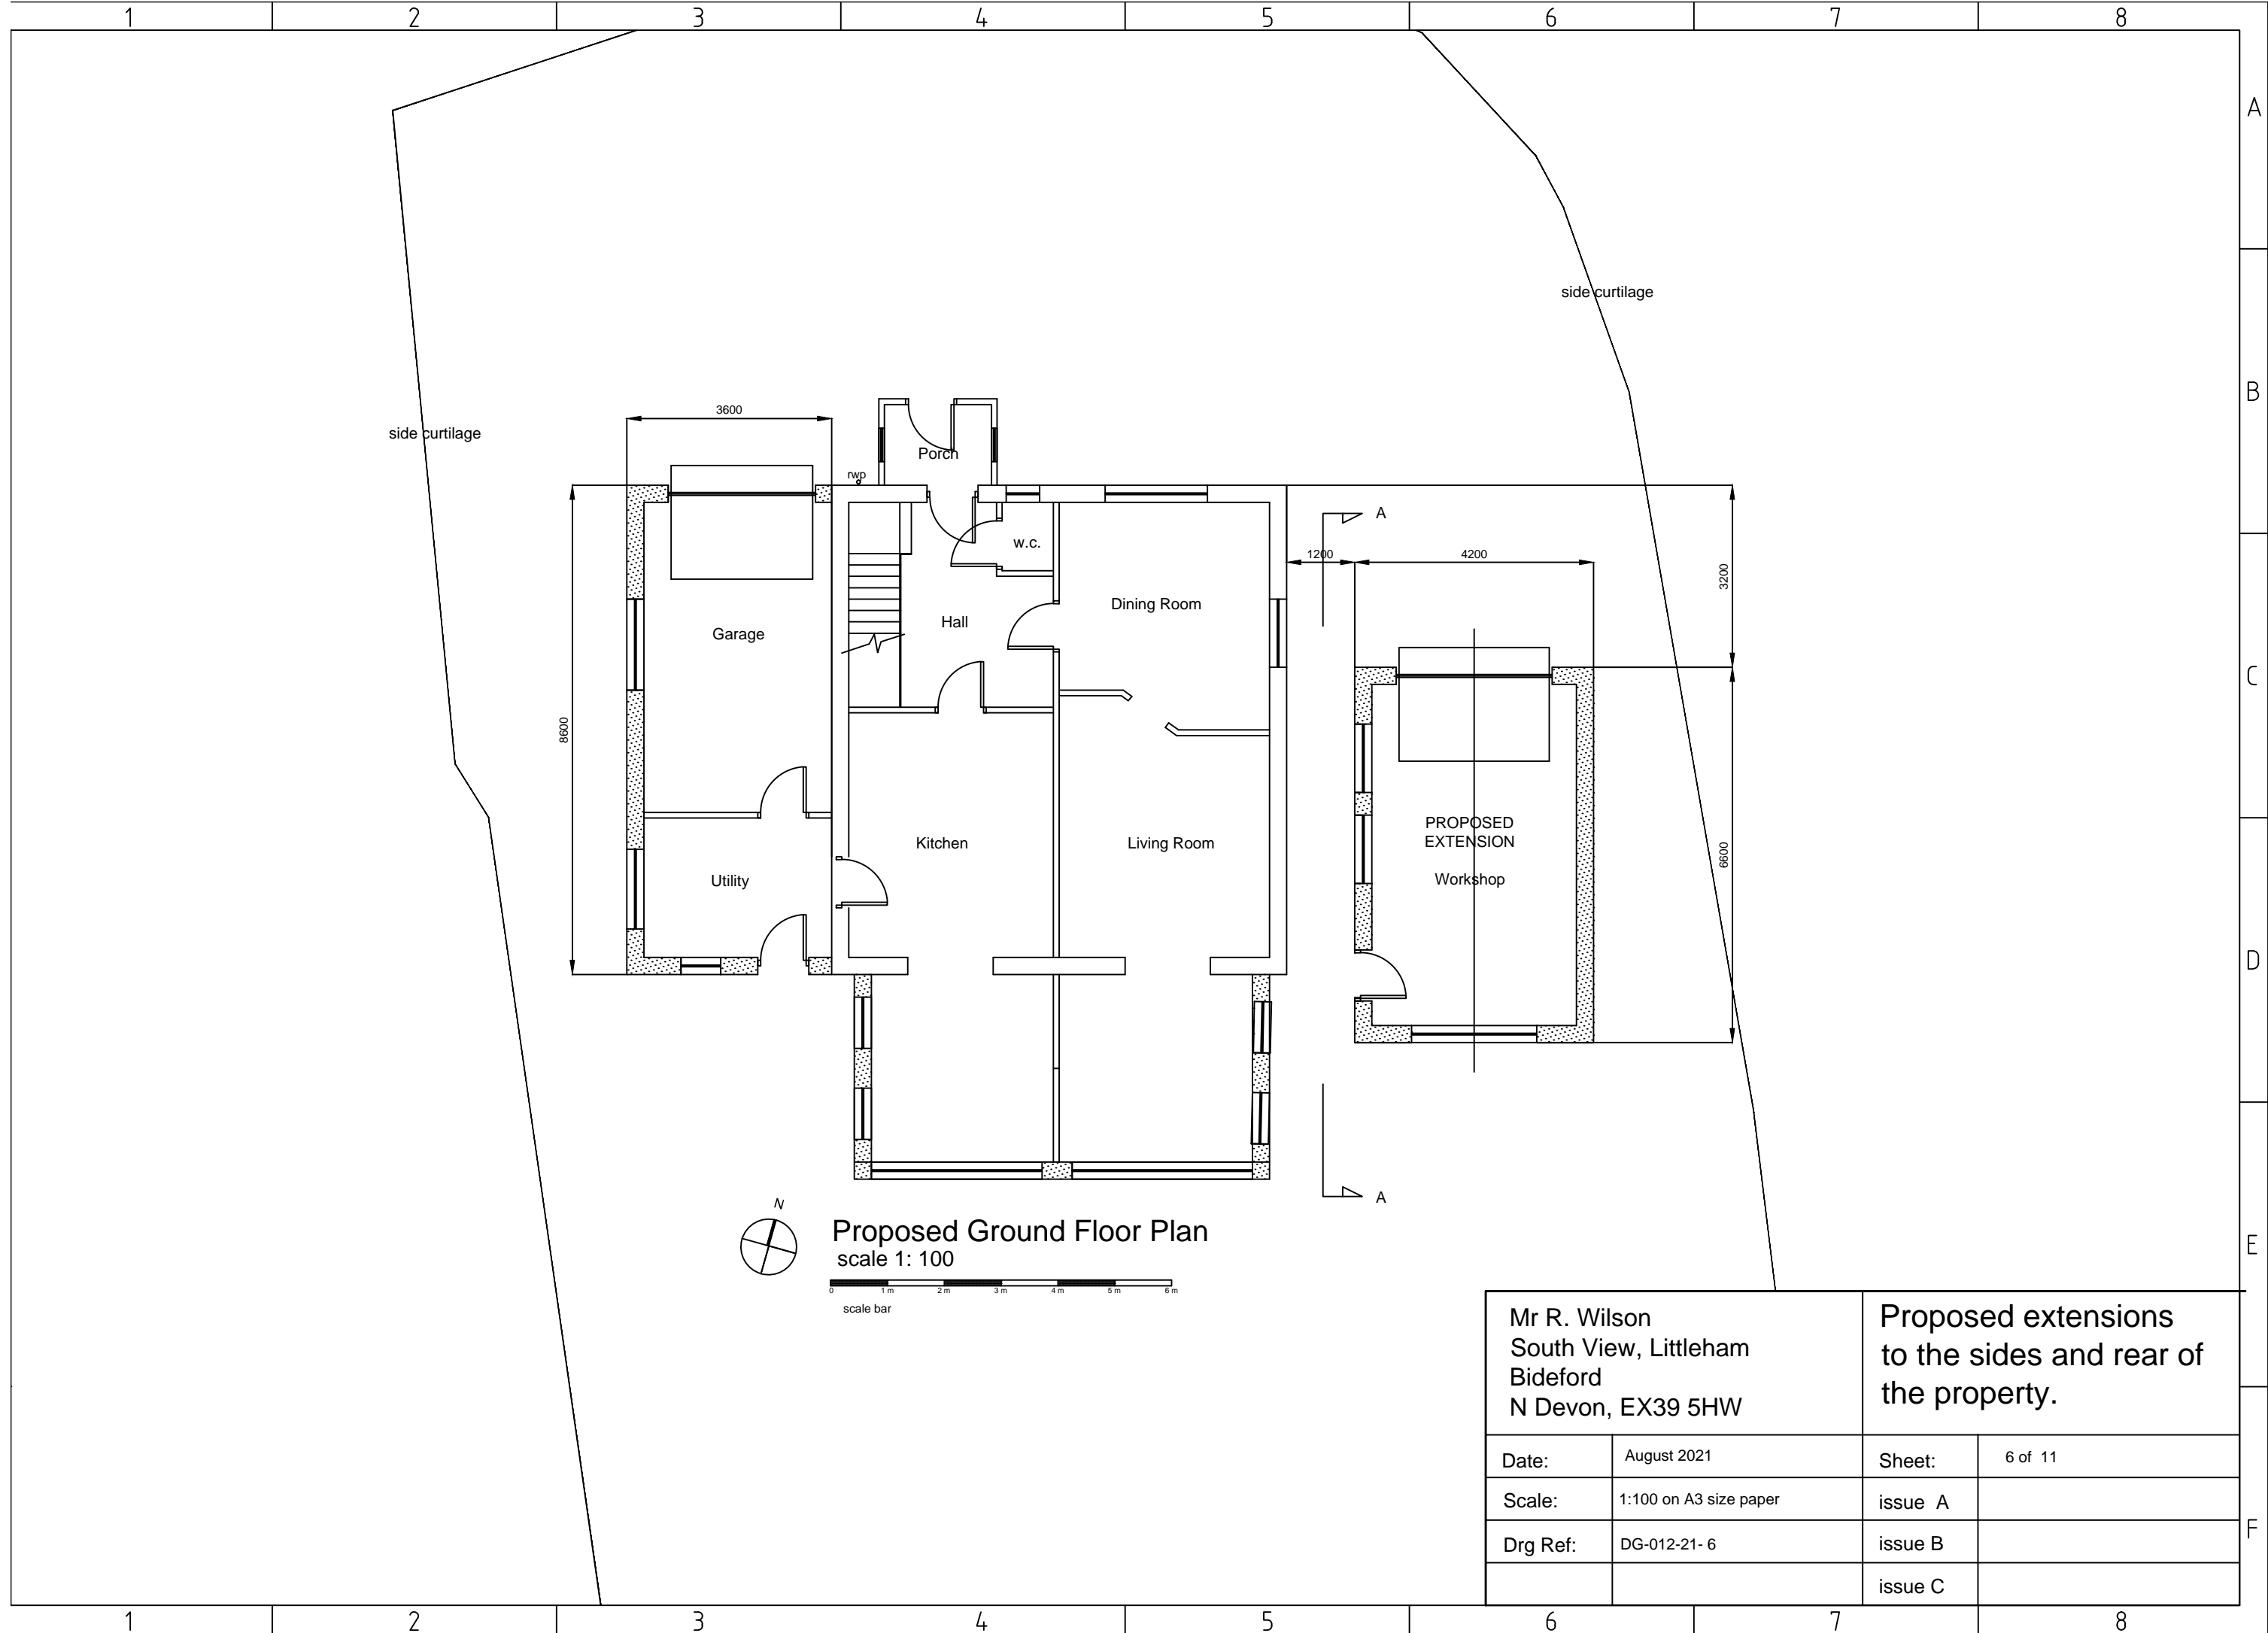 1 2 3 4 5 6 7 8
A
side curtilage
B
3600
side curtilage
Porch
rwp
A
w.c.
1200
4200
3200
Dining Room
Hall
Garage
C
8600
PROPOSED
EXTENSION
Kitchen
Living Room
6600
Utility
Workshop
D
A
N
Proposed Ground Floor Plan
scale 1: 100
E
0 1 m 2 m 3 m 4 m 5 m 6 m
scale bar
Mr R. Wilson
South View, Littleham
Bideford
N Devon, EX39 5HW
Proposed extensions
to the sides and rear of
the property.
Date: August 2021 Sheet: 6 of 11
Scale: 1:100 on A3 size paper issue A
F
Drg Ref: DG-012-21- 6 issue B
issue C
1 2 3 4 5 6 7 8